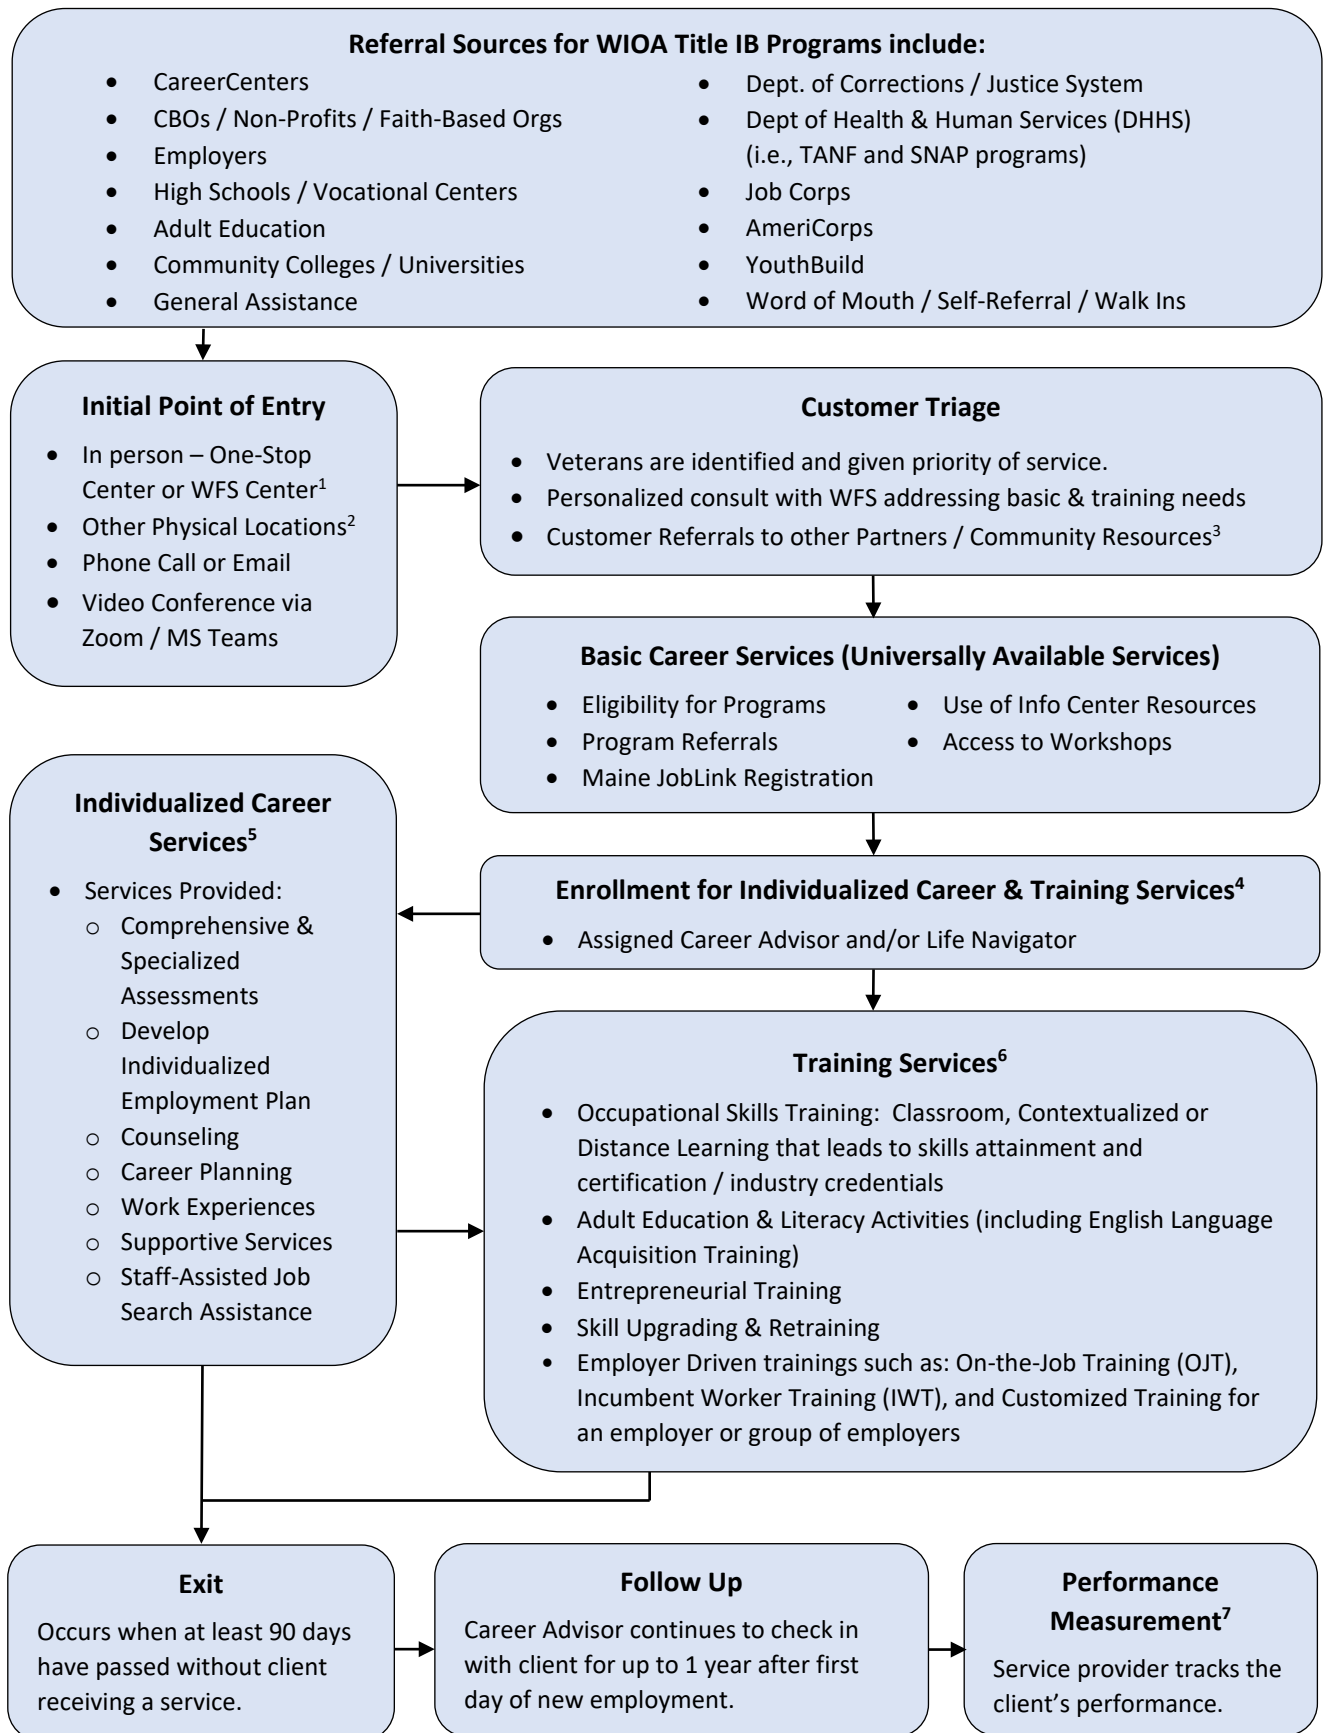 Referral Sources for WIOA Title IB Programs include:
• CareerCenters
• CBOs / Non-Profits / Faith-Based Orgs
• Employers
• High Schools / Vocational Centers
• Adult Education
• Community Colleges / Universities
• General Assistance
• Dept. of Corrections / Justice System
• Dept of Health & Human Services (DHHS)
(i.e., TANF and SNAP programs)
• Job Corps
• AmeriCorps
• YouthBuild
• Word of Mouth / Self-Referral / Walk Ins
Initial Point of Entry
• In person – One-Stop
Center or WFS Center¹
• Other Physical Locations²
• Phone Call or Email
• Video Conference via
Zoom / MS Teams
Customer Triage
• Veterans are identified and given priority of service.
• Personalized consult with WFS addressing basic & training needs
• Customer Referrals to other Partners / Community Resources³
Basic Career Services (Universally Available Services)
• Eligibility for Programs
• Program Referrals
• Maine JobLink Registration
• Use of Info Center Resources
• Access to Workshops
Enrollment for Individualized Career & Training Services⁴
• Assigned Career Advisor and/or Life Navigator
Individualized Career
Services⁵
• Services Provided:
o Comprehensive &
Specialized
Assessments
o Develop
Individualized
Employment Plan
o Counseling
o Career Planning
o Work Experiences
o Supportive Services
o Staff-Assisted Job
Search Assistance
Training Services⁶
• Occupational Skills Training: Classroom, Contextualized or
Distance Learning that leads to skills attainment and
certification / industry credentials
• Adult Education & Literacy Activities (including English Language
Acquisition Training)
• Entrepreneurial Training
• Skill Upgrading & Retraining
• Employer Driven trainings such as: On-the-Job Training (OJT),
Incumbent Worker Training (IWT), and Customized Training for
an employer or group of employers
Exit
Occurs when at least 90 days
have passed without client
receiving a service.
Follow Up
Career Advisor continues to check in
with client for up to 1 year after first
day of new employment.
Performance
Measurement⁷
Service provider tracks the
client’s performance.